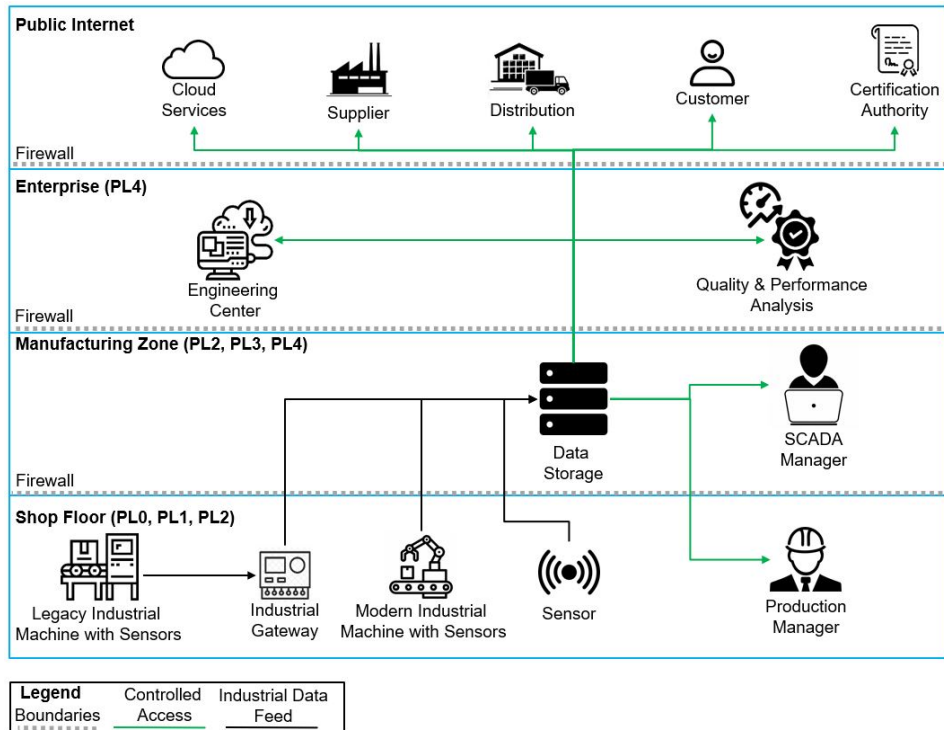 Public Internet
Cloud
Services
Supplier
Distribution
Customer
Certification
Authority
Firewall
Enterprise (PL4)
Engineering
Center
Quality & Performance
Analysis
Firewall
Manufacturing Zone (PL2, PL3, PL4)
Data
Storage
SCADA
Manager
Firewall
Shop Floor (PL0, PL1, PL2)
Legacy Industrial
Machine with Sensors
Industrial
Gateway
Modern Industrial
Machine with Sensors
Sensor
Production
Manager
Legend
Boundaries
Controlled
Access
Industrial Data
Feed